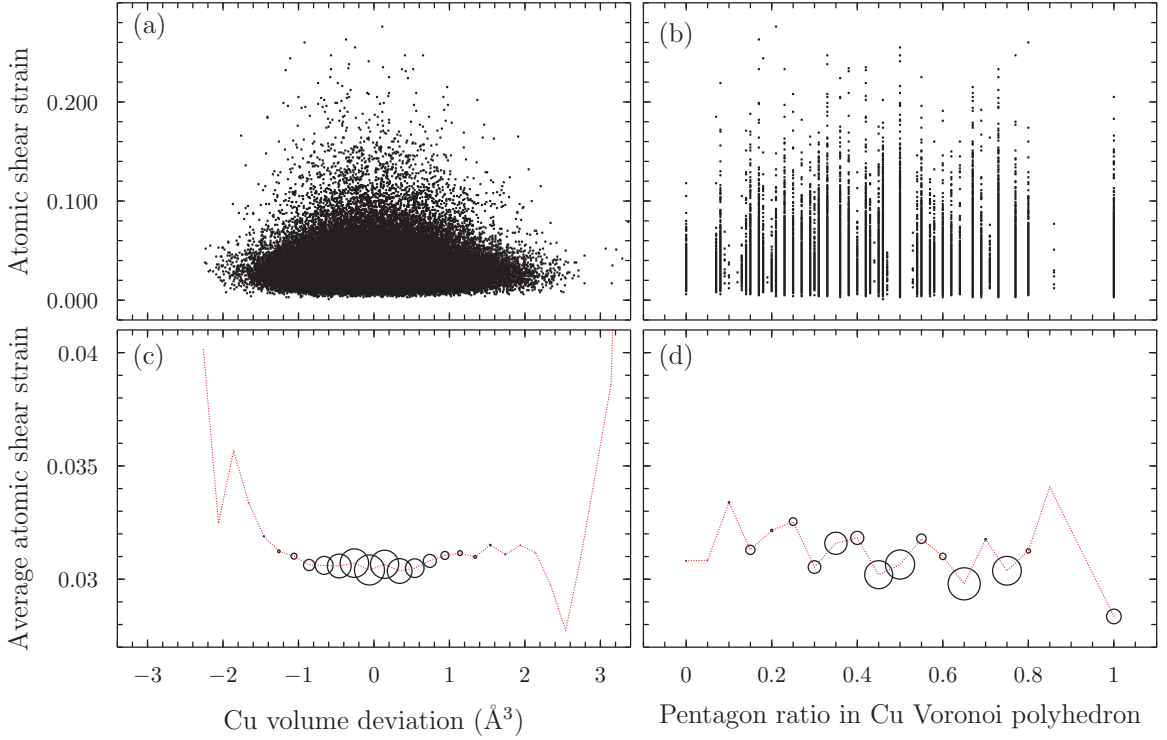 (a)
(b)
Atomic shear strain
0.200
0.100
0.000
(c)
(d)
Average atomic shear strain
0.04
0.035
0.03
−3 −2 −1 0 1 2 3
0 0.2 0.4 0.6 0.8 1
Cu volume deviation (Å³)
Pentagon ratio in Cu Voronoi polyhedron